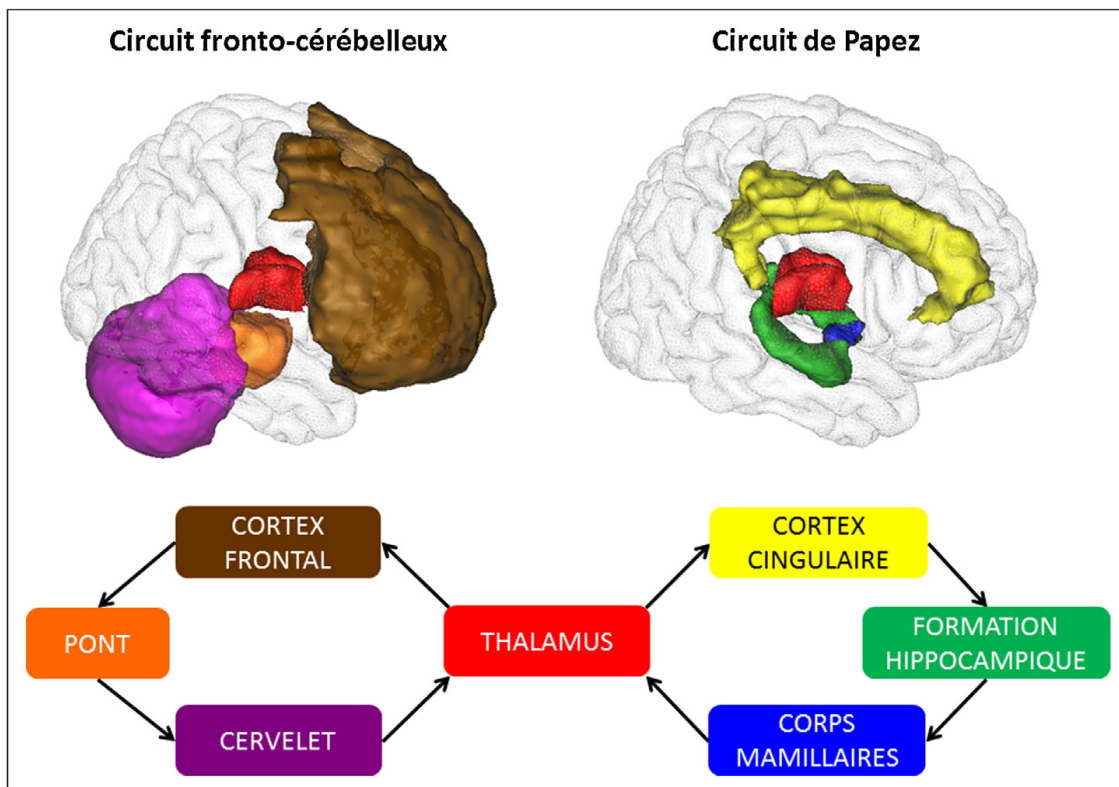 Circuit fronto-cérébelleux
Circuit de Papez
CORTEX
FRONTAL
CORTEX
CINGULAIRE
PONT
THALAMUS
FORMATION
HIPPOCAMPIQUE
CERVELET
CORPS
MAMILLAIRES